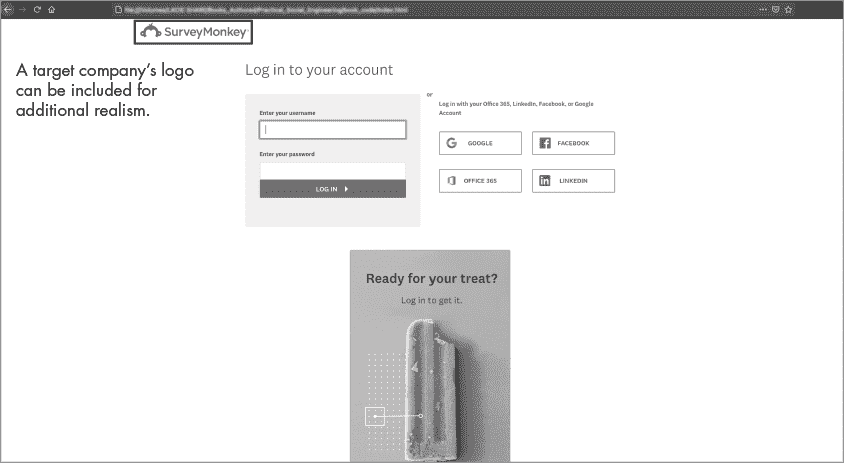 SurveyMonkey
A target company's logo
can be included for
additional realism.
Log in to your account
Enter your username
Enter your password
LOG IN
or
Log in with your Office 365, LinkedIn, Facebook, or Google
Account
GOOGLE
FACEBOOK
OFFICE 365
LINKEDIN
Ready for your treat?
Log in to get it.